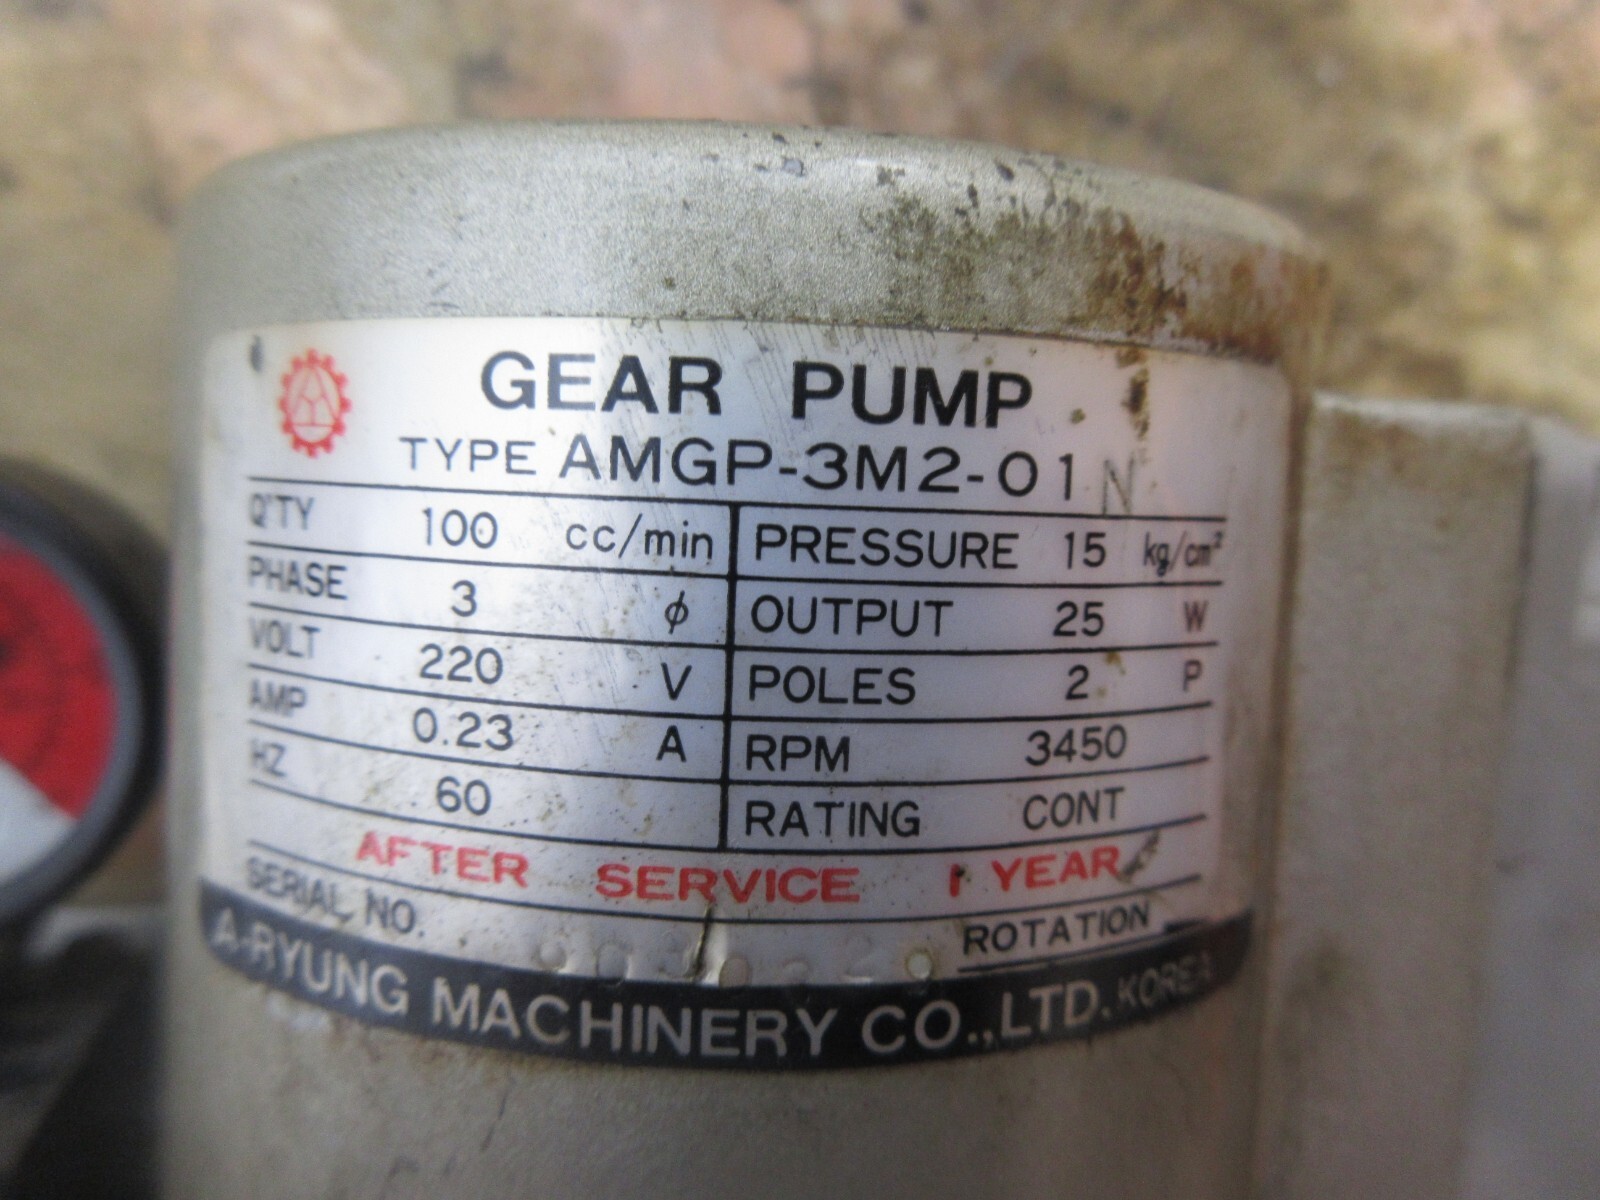 GEAR PUMP
TYPE AMGP-3M2-01 N
Q'TY 100 cc/min PRESSURE 15 kg/cm²
PHASE 3 ϕ OUTPUT 25 W
VOLT 220 V POLES 2 P
AMP 0.23 A RPM 3450
HZ 60 RATING CONT
AFTER SERVICE 1 YEAR
SERIAL NO. ROTATION
A-RYUNG MACHINERY CO.,LTD. KOREA